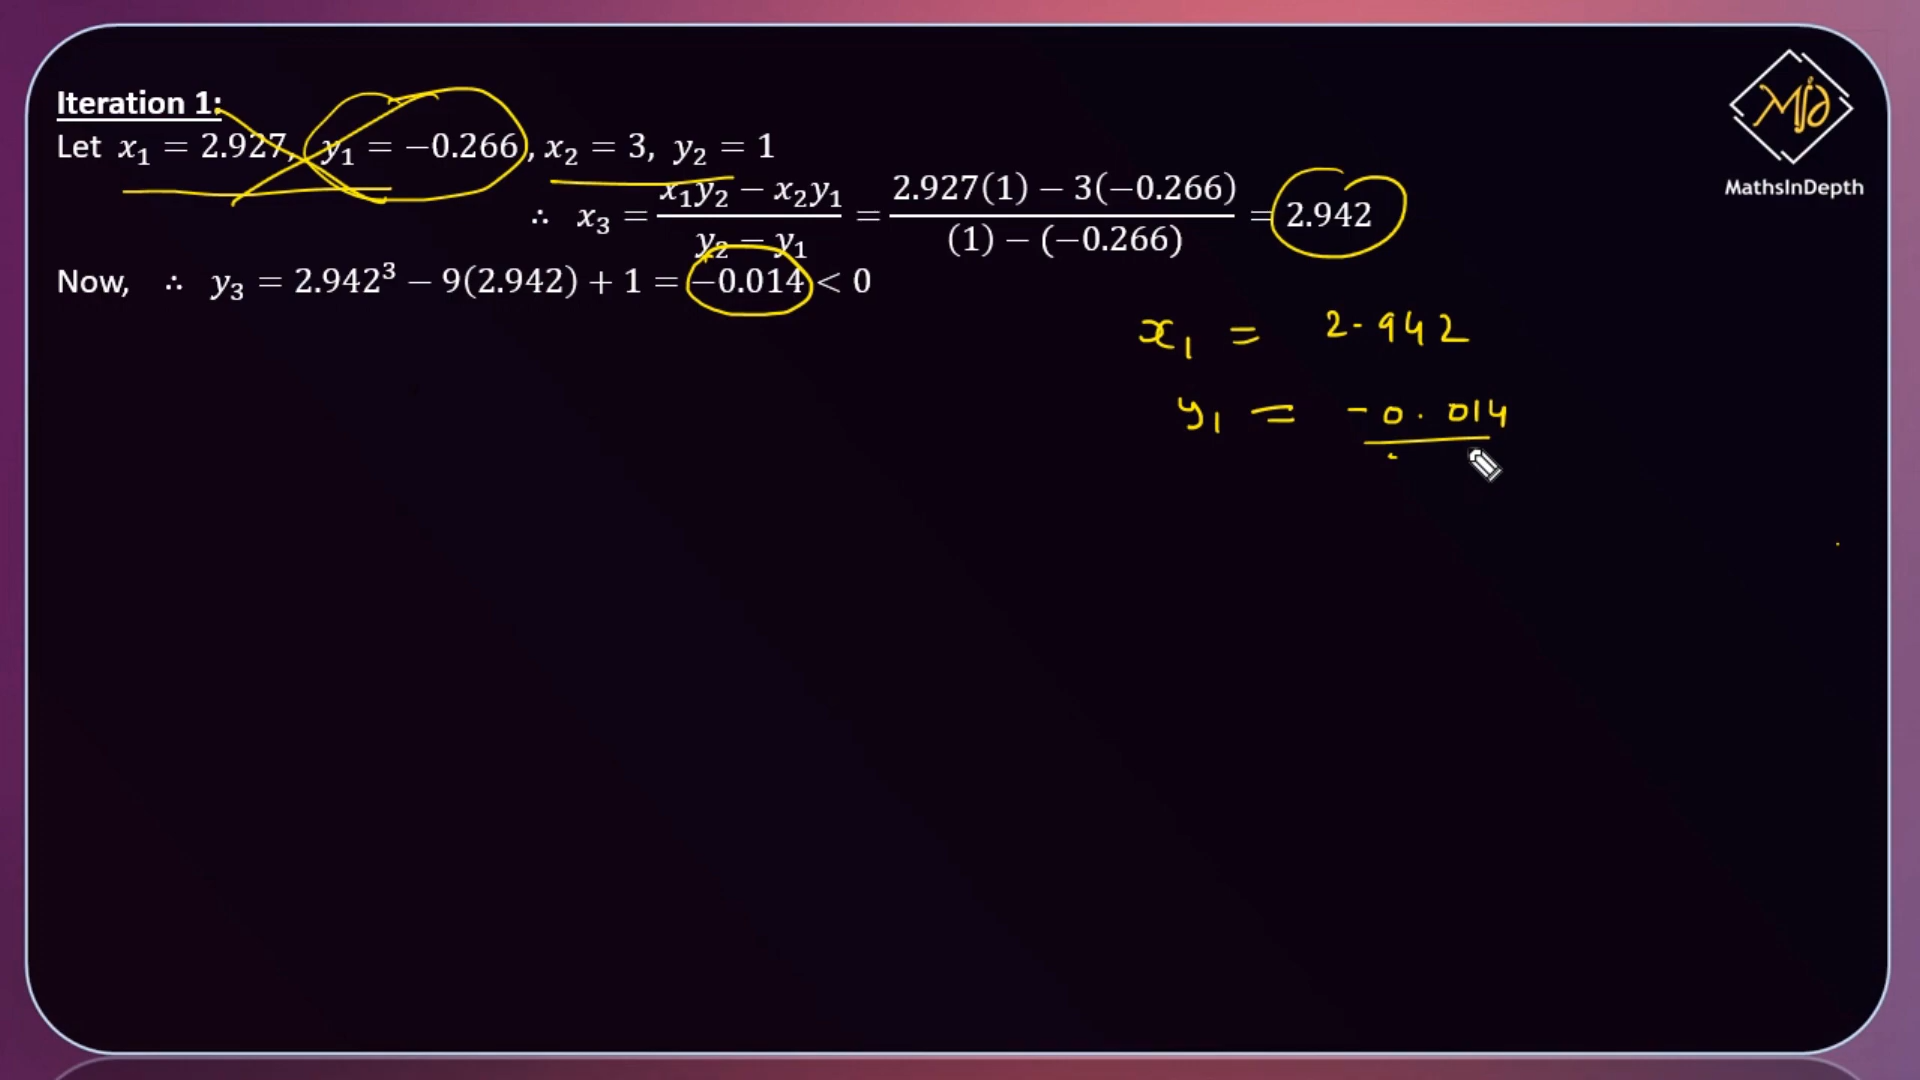 Iteration 1:
Let x₁ = 2.927, y₁ = −0.266, x₂ = 3, y₂ = 1
∴ x₃ = (x₁y₂ − x₂y₁)/(y₂ − y₁) = (2.927(1) − 3(−0.266))/((1) − (−0.266)) = 2.942
Now, ∴ y₃ = 2.942³ − 9(2.942) + 1 = −0.014 < 0
x₁ = 2.942
y₁ = -0.014
MID
MathsInDepth